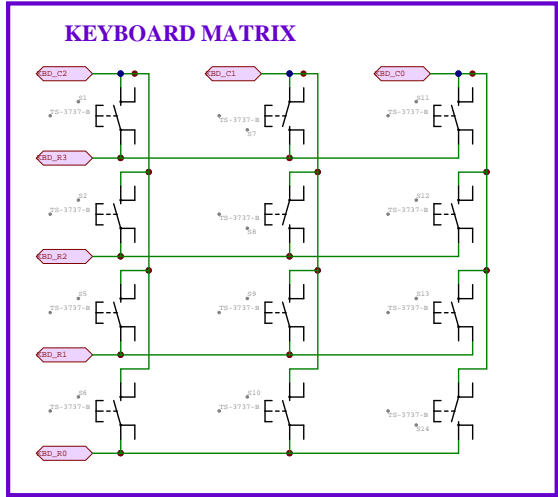 KEYBOARD MATRIX
KBD_C2 KBD_C1 KBD_C0
S1 S11
TS-3737-B TS-3737-B TS-3737-B
S7
KBD_R3
S2 S12
TS-3737-B TS-3737-B TS-3737-B
S8
KBD_R2
S5 S9 S13
TS-3737-B TS-3737-B TS-3737-B
KBD_R1
S6 S10
TS-3737-B TS-3737-B TS-3737-B
S14
KBD_R0